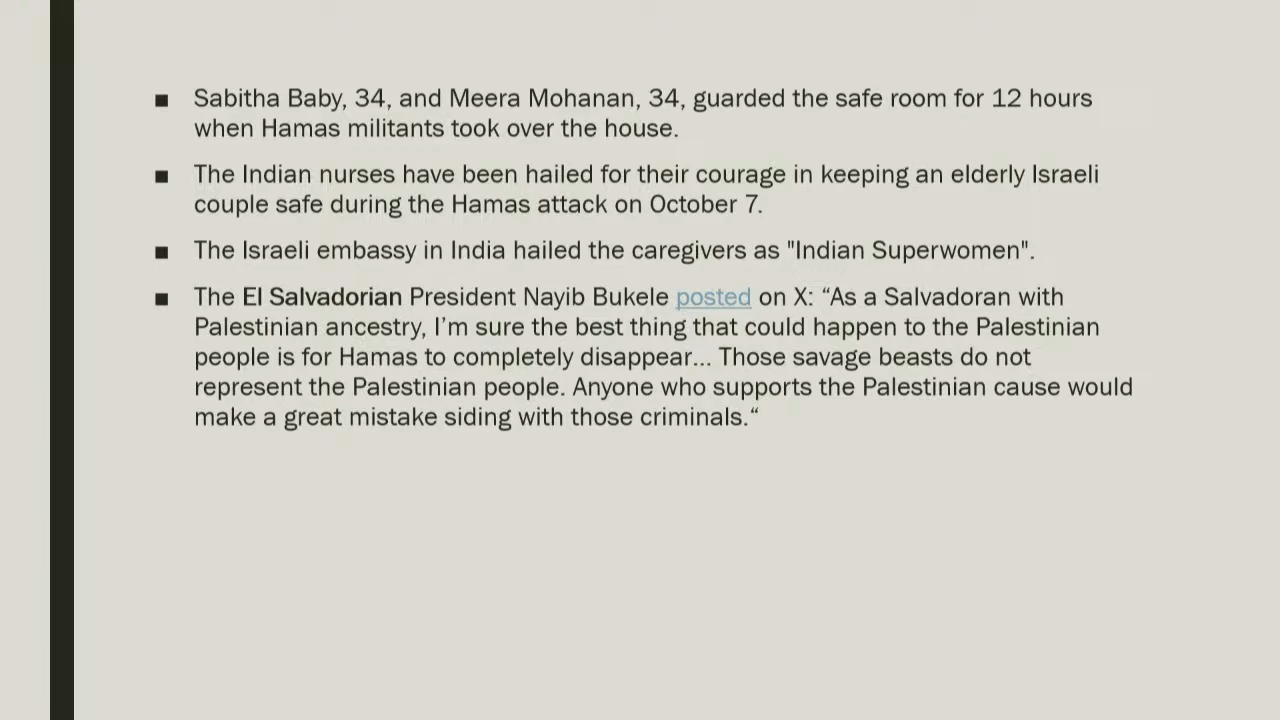 ■ Sabitha Baby, 34, and Meera Mohanan, 34, guarded the safe room for 12 hours
when Hamas militants took over the house.
■ The Indian nurses have been hailed for their courage in keeping an elderly Israeli
couple safe during the Hamas attack on October 7.
■ The Israeli embassy in India hailed the caregivers as "Indian Superwomen".
■ The El Salvadorian President Nayib Bukele posted on X: “As a Salvadoran with
Palestinian ancestry, I’m sure the best thing that could happen to the Palestinian
people is for Hamas to completely disappear... Those savage beasts do not
represent the Palestinian people. Anyone who supports the Palestinian cause would
make a great mistake siding with those criminals.“